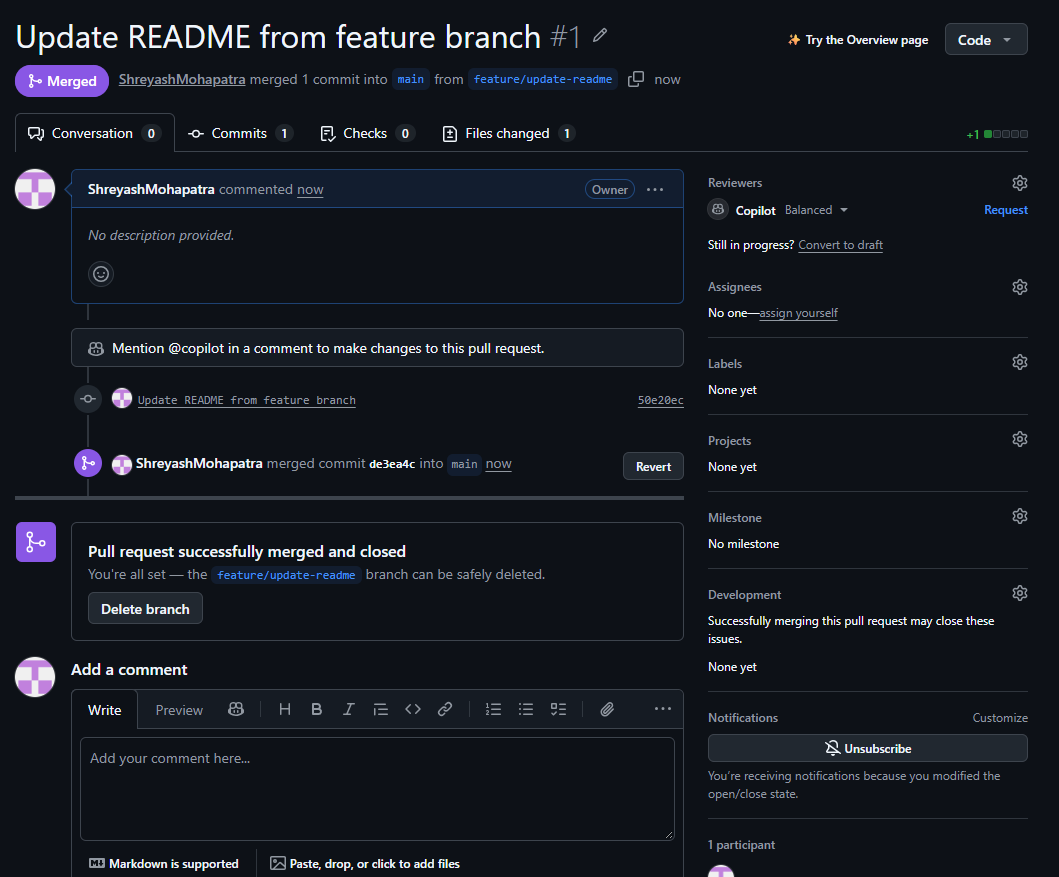 Update README from feature branch #1
Try the Overview page
Code
Merged
ShreyashMohapatra merged 1 commit into main from feature/update-readme now
Conversation 0
Commits 1
Checks 0
Files changed 1
+1
ShreyashMohapatra commented now
Owner
No description provided.
Mention @copilot in a comment to make changes to this pull request.
Update README from feature branch
50e20ec
ShreyashMohapatra merged commit de3ea4c into main now
Revert
Pull request successfully merged and closed
You're all set — the feature/update-readme branch can be safely deleted.
Delete branch
Add a comment
Write
Preview
Add your comment here...
Markdown is supported
Paste, drop, or click to add files
Reviewers
Copilot Balanced
Request
Still in progress? Convert to draft
Assignees
No one—assign yourself
Labels
None yet
Projects
None yet
Milestone
No milestone
Development
Successfully merging this pull request may close these
issues.
None yet
Notifications
Customize
Unsubscribe
You're receiving notifications because you modified the
open/close state.
1 participant